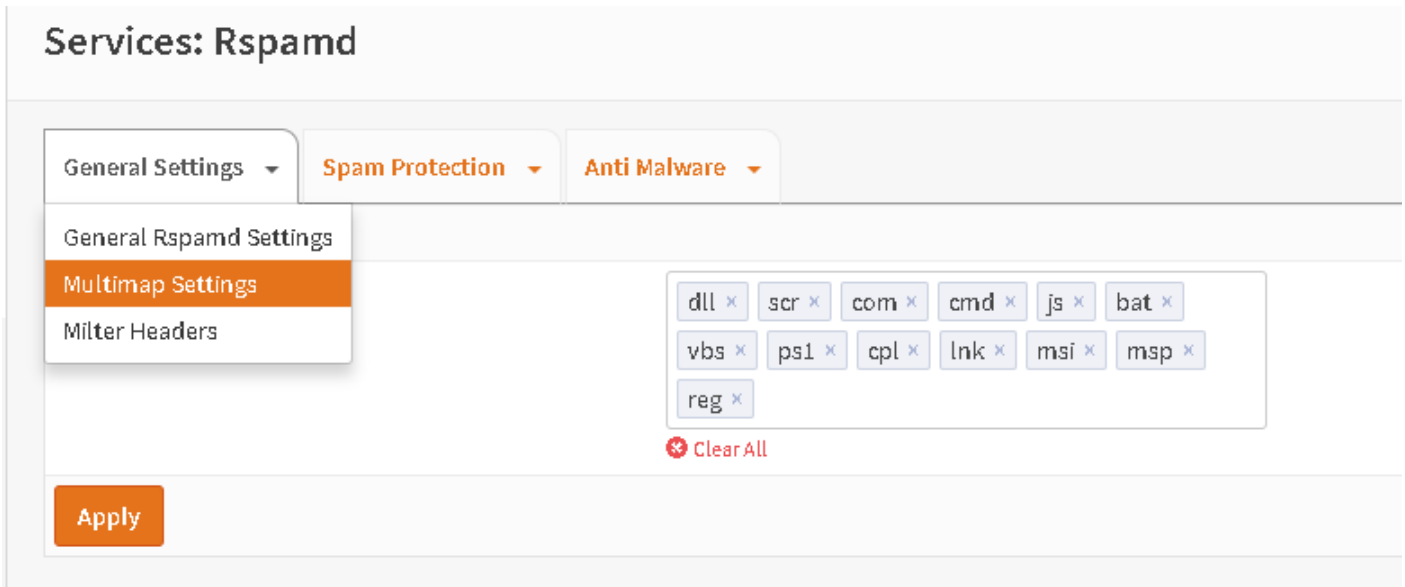 Services: Rspamd
General Settings Spam Protection Anti Malware
General Rspamd Settings
Multimap Settings
Milter Headers
dll × scr × com × cmd × js × bat ×
vbs × ps1 × cpl × lnk × msi × msp ×
reg ×
Clear All
Apply